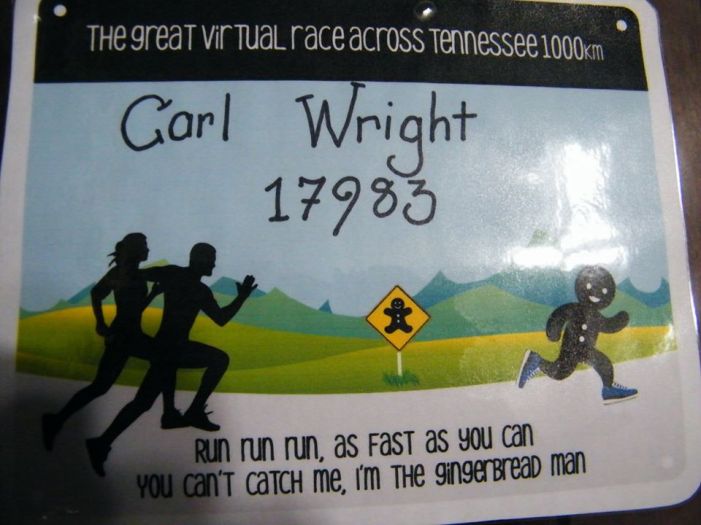 THE great VIRTUAL race across Tennessee 1000km
Carl Wright
17983
Run run run, as fast as you can
you can't catch me, I'm the gingerbread man